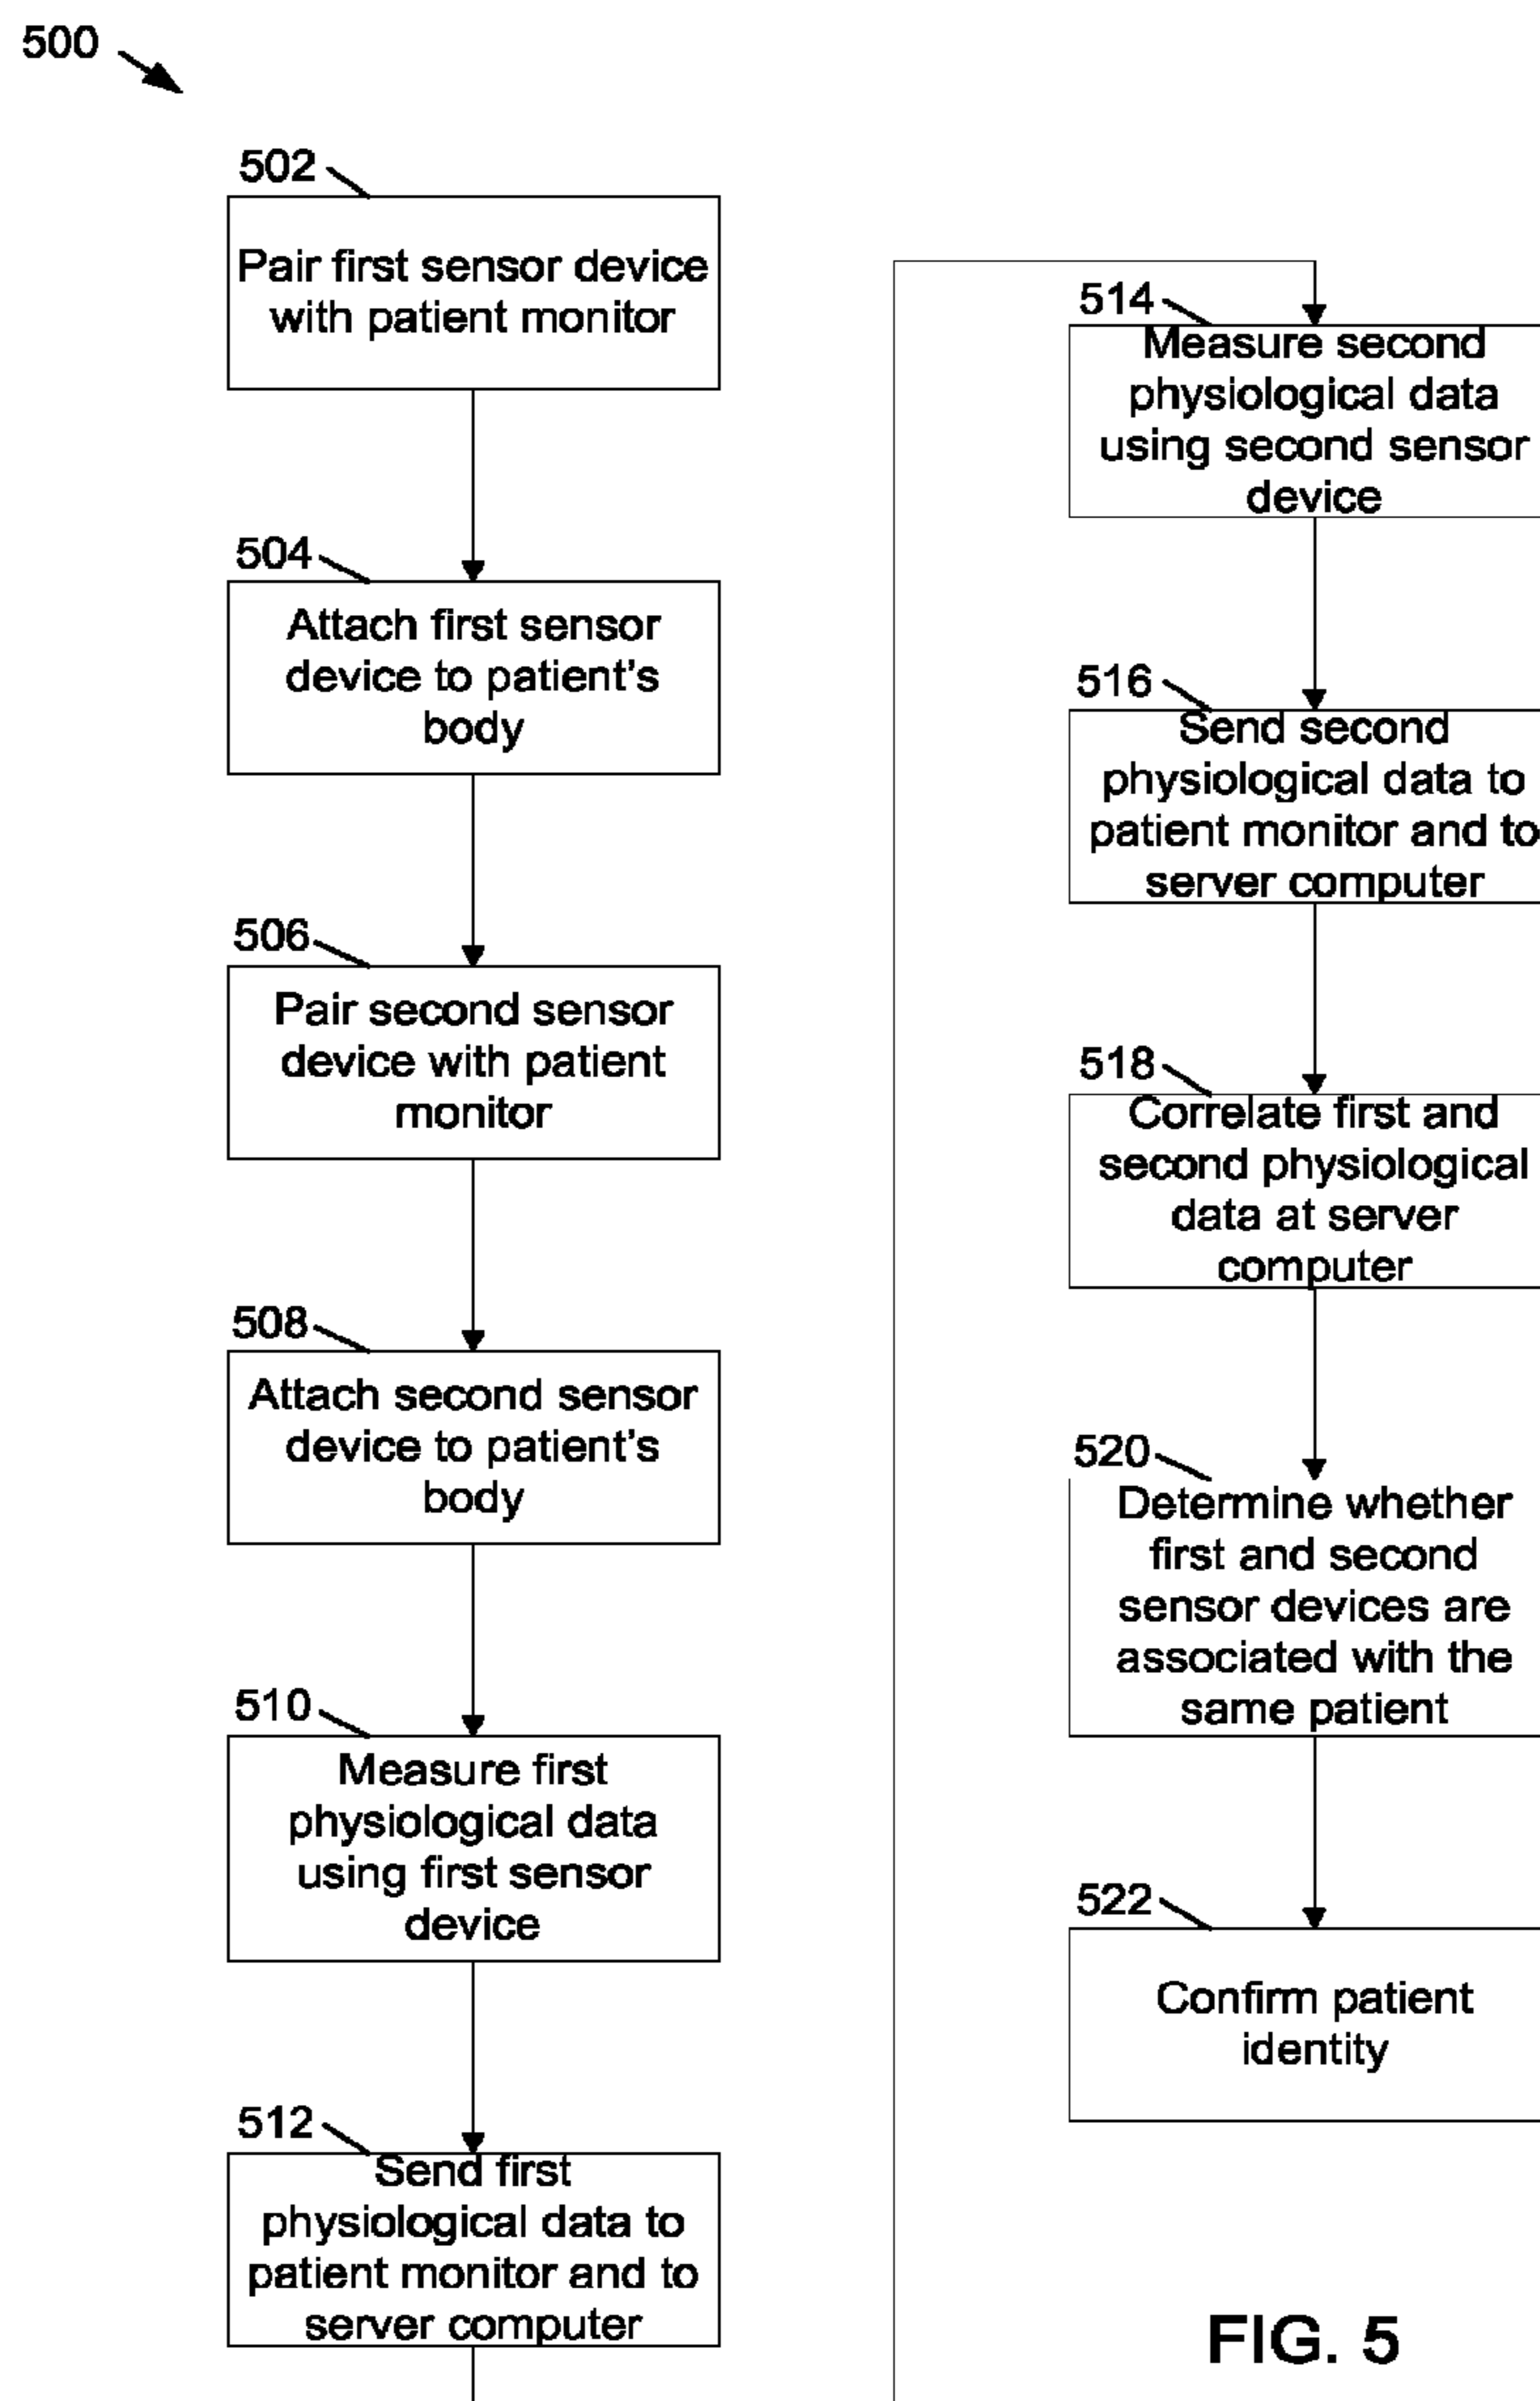 500
502
Pair first sensor device
with patient monitor
504
Attach first sensor
device to patient's
body
506
Pair second sensor
device with patient
monitor
508
Attach second sensor
device to patient's
body
510
Measure first
physiological data
using first sensor
device
512
Send first
physiological data to
patient monitor and to
server computer
514
Measure second
physiological data
using second sensor
device
516
Send second
physiological data to
patient monitor and to
server computer
518
Correlate first and
second physiological
data at server
computer
520
Determine whether
first and second
sensor devices are
associated with the
same patient
522
Confirm patient
identity
FIG. 5